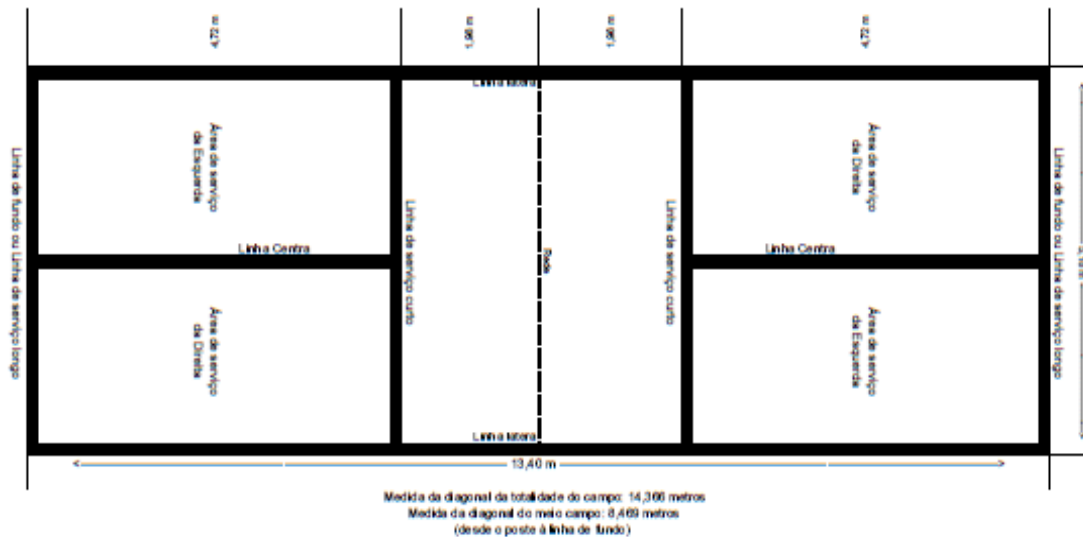 4,72 m
1,98 m
1,98 m
4,72 m
Linha lateral
Área de serviço
da Esquerda
Área de serviço
da Direita
Linha de fundo ou Linha de serviço longo
Linha Centra
Linha de serviço curto
Rede
Linha de serviço curto
Linha Centra
Linha de fundo ou Linha de serviço longo
Área de serviço
da Direita
Área de serviço
da Esquerda
Linha lateral
13,40 m
Medida da diagonal da totalidade do campo: 14,366 metros
Medida da diagonal do meio campo: 8,469 metros
(desde o poste à linha de fundo)